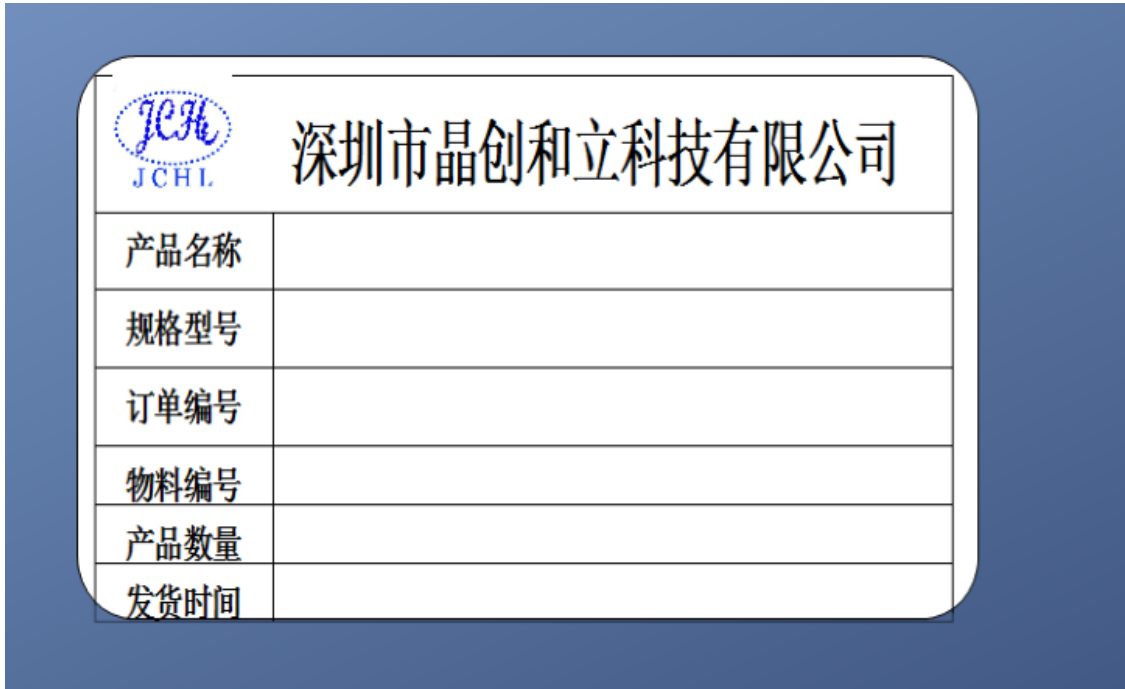 JCHL
JCHL
深圳市晶创和立科技有限公司
产品名称
规格型号
订单编号
物料编号
产品数量
发货时间